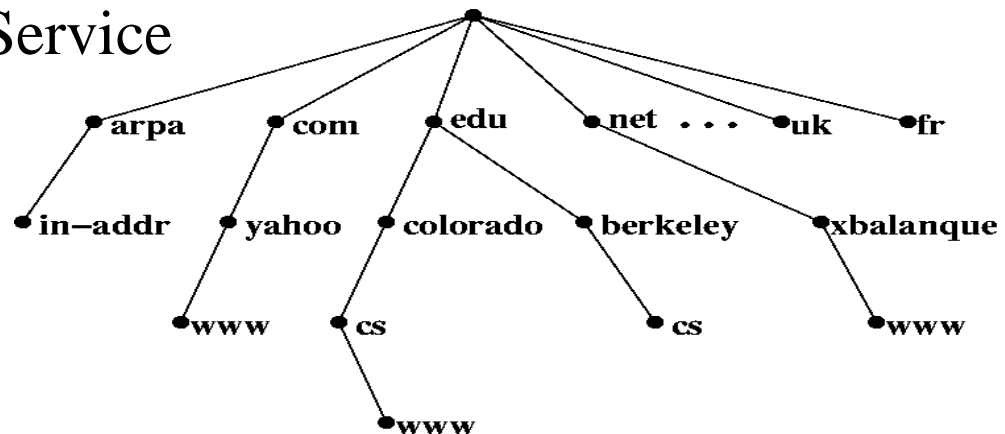 Service
arpa com edu net . . . uk fr
in-addr yahoo colorado berkeley xbalanque
www cs cs www
www